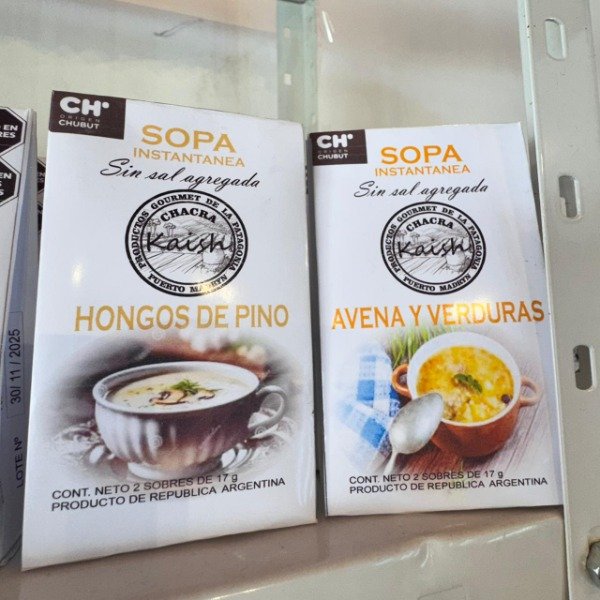 EN
RES
EN
S
LOTE Nº 30/11/2025
CH
ORIGEN
CHUBUT
SOPA
INSTANTANEA
Sin sal agregada
PRODUCTOS GOURMET DE LA PATAGONIA
CHACRA
Kaish
PUERTO MADRYN
HONGOS DE PINO
CONT. NETO 2 SOBRES DE 17 g
PRODUCTO DE REPUBLICA ARGENTINA
CH
ORIGEN
CHUBUT
SOPA
INSTANTANEA
Sin sal agregada
PRODUCTOS GOURMET DE LA PATAGONIA
CHACRA
Kaish
PUERTO MADRYN
AVENA Y VERDURAS
CONT. NETO 2 SOBRES DE 17 g
PRODUCTO DE REPUBLICA ARGENTINA